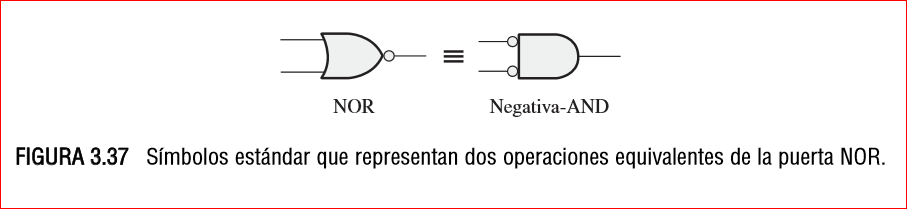 NOR
Negativa-AND
FIGURA 3.37 Símbolos estándar que representan dos operaciones equivalentes de la puerta NOR.